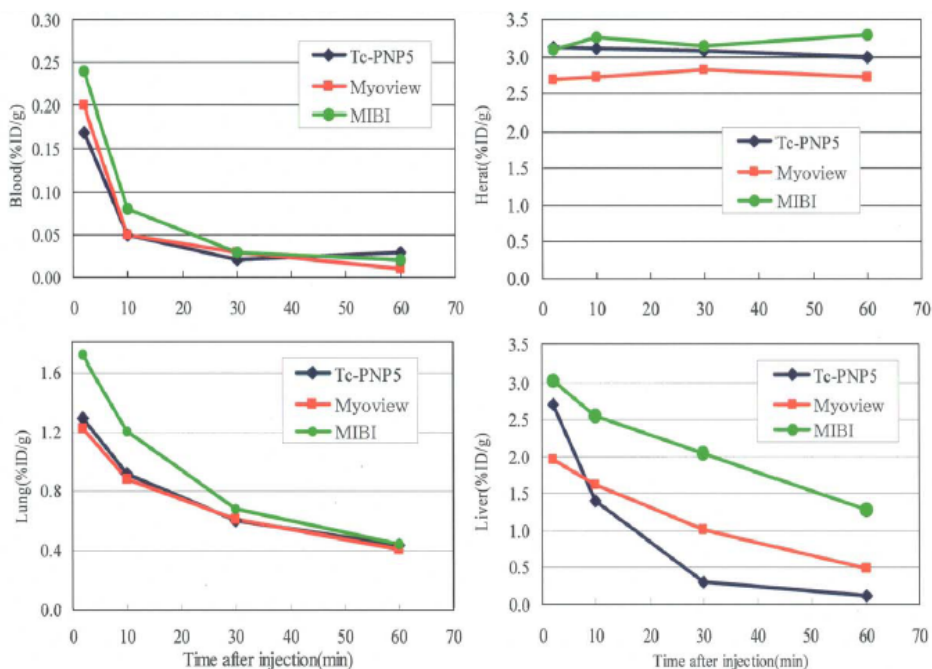 0.30
0.25
0.20
0.15
0.10
0.05
0.00
Blood(%ID/g)
Tc-PNP5
Myoview
MIBI
0 10 20 30 40 50 60 70
3.5
3.0
2.5
2.0
1.5
1.0
0.5
0.0
Herat(%ID/g)
Tc-PNP5
Myoview
MIBI
0 10 20 30 40 50 60 70
1.6
1.2
0.8
0.4
0.0
Lung(%ID/g)
Tc-PNP5
Myoview
MIBI
0 10 20 30 40 50 60 70
Time after injection(min)
3.5
3.0
2.5
2.0
1.5
1.0
0.5
0.0
Liver(%ID/g)
Tc-PNP5
Myoview
MIBI
0 10 20 30 40 50 60 70
Time after injection(min)